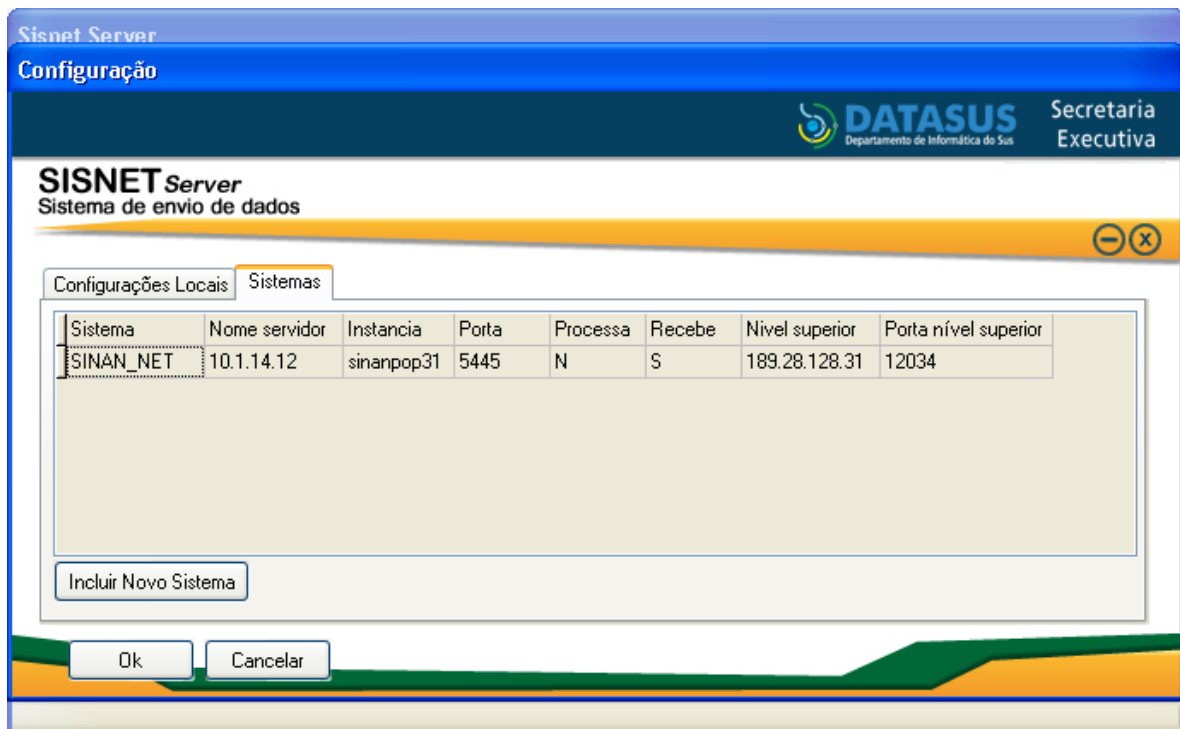 Sisnet Server
Configuração
DATASUS
Departamento de Informática do Sus
Secretaria
Executiva
SISNET Server
Sistema de envio de dados
Configurações Locais Sistemas
Sistema Nome servidor Instancia Porta Processa Recebe Nivel superior Porta nível superior
SINAN_NET 10.1.14.12 sinanpop31 5445 N S 189.28.128.31 12034
Incluir Novo Sistema
Ok Cancelar